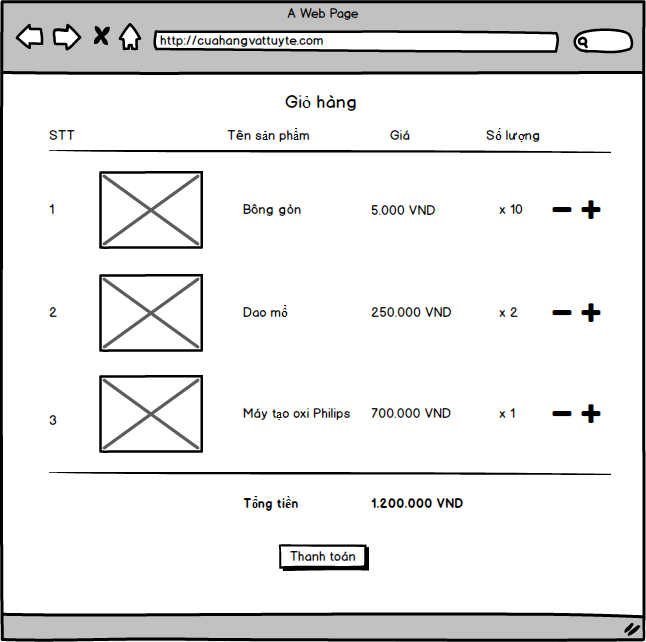 A Web Page
http://cuahangvattuyte.com
Giỏ hàng
STT Tên sản phẩm Giá Số lượng
1 Bông gòn 5.000 VND x 10
2 Dao mổ 250.000 VND x 2
3 Máy tạo oxi Philips 700.000 VND x 1
Tổng tiền 1.200.000 VND
Thanh toán